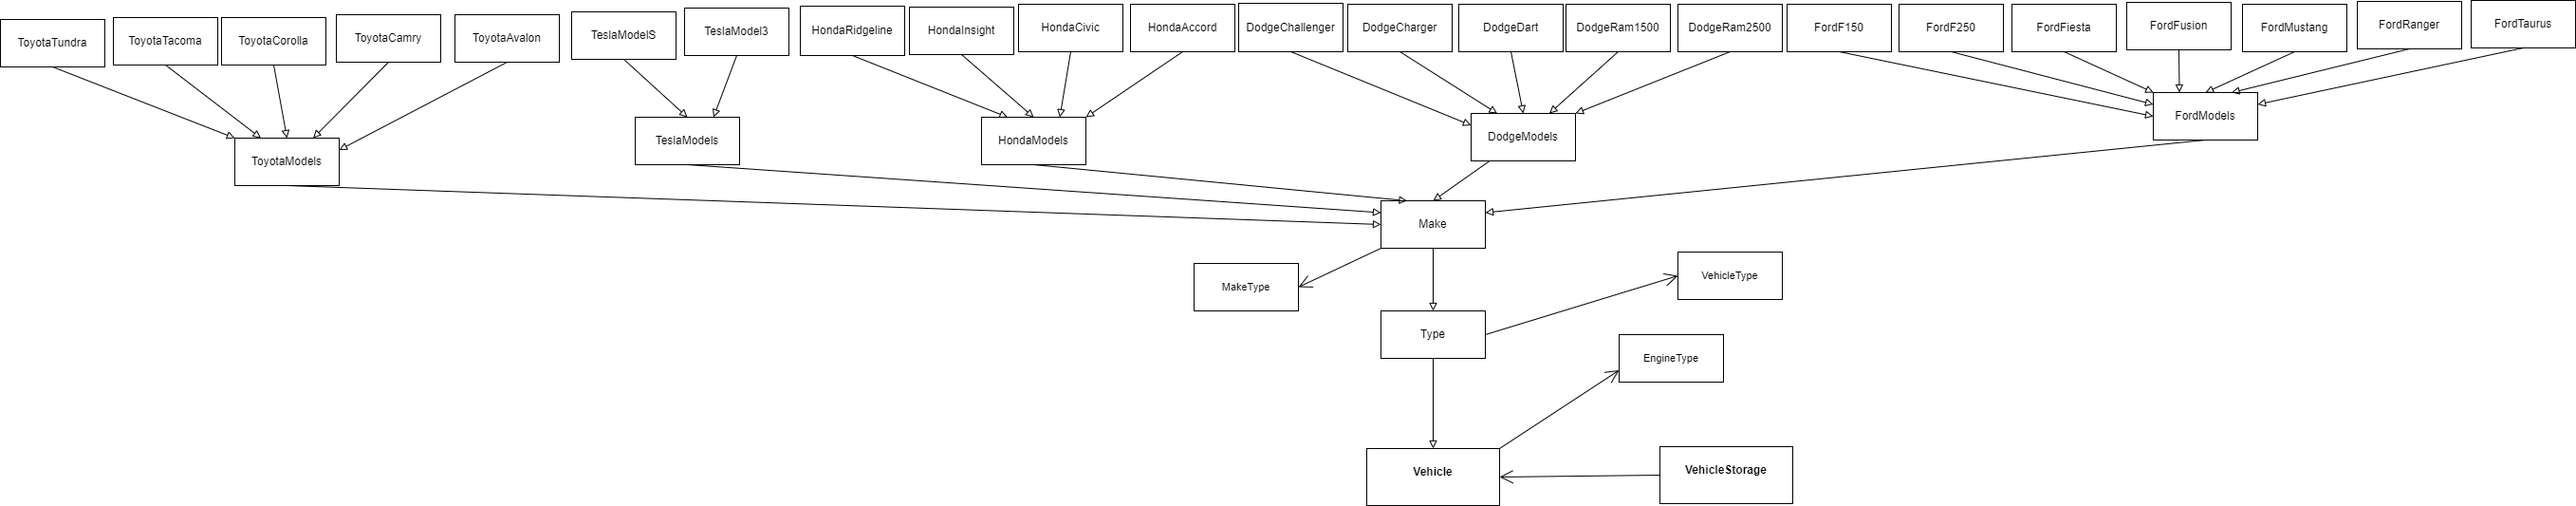 ToyotaTundra
ToyotaTacoma
ToyotaCorolla
ToyotaCamry
ToyotaAvalon
TeslaModelS
TeslaModel3
HondaRidgeline
HondaInsight
HondaCivic
HondaAccord
DodgeChallenger
DodgeCharger
DodgeDart
DodgeRam1500
DodgeRam2500
FordF150
FordF250
FordFiesta
FordFusion
FordMustang
FordRanger
FordTaurus
ToyotaModels
TeslaModels
HondaModels
DodgeModels
FordModels
Make
MakeType
VehicleType
Type
EngineType
Vehicle
VehicleStorage